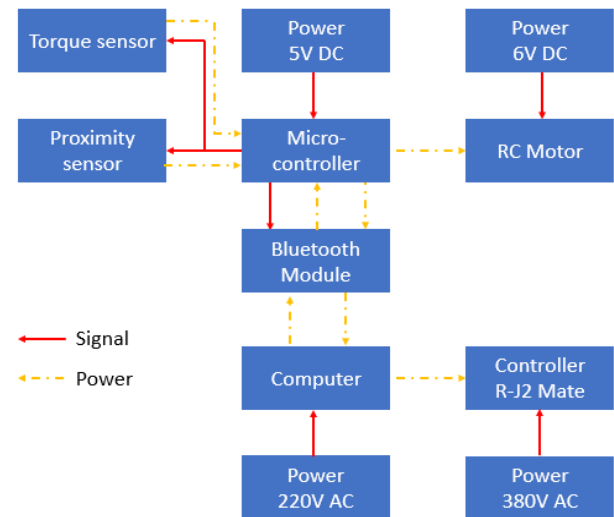 Torque sensor
Power
5V DC
Power
6V DC
Proximity
sensor
Micro-
controller
RC Motor
Bluetooth
Module
Signal
Power
Computer
Controller
R-J2 Mate
Power
220V AC
Power
380V AC